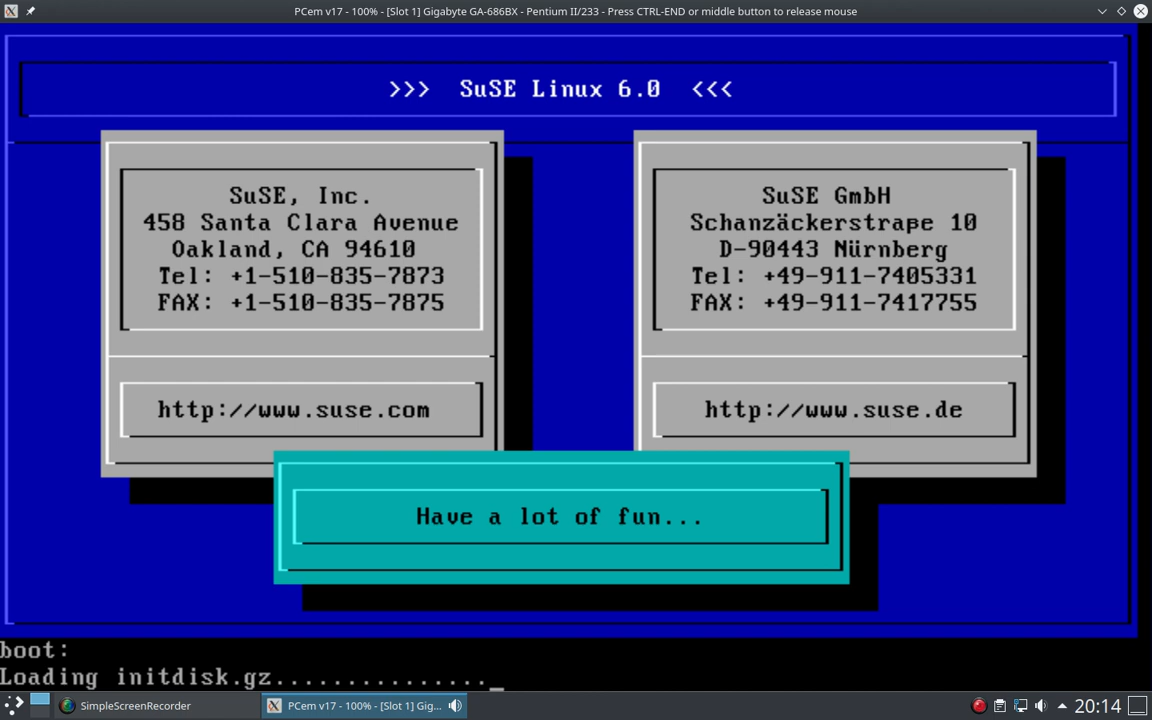 PCem v17 - 100% - [Slot 1] Gigabyte GA-686BX - Pentium II/233 - Press CTRL-END or middle button to release mouse
>>> SuSE Linux 6.0 <<<
SuSE, Inc.
458 Santa Clara Avenue
Oakland, CA 94610
Tel: +1-510-835-7873
FAX: +1-510-835-7875
http://www.suse.com
SuSE GmbH
Schanzäckerstrape 10
D-90443 Nürnberg
Tel: +49-911-7405331
FAX: +49-911-7417755
http://www.suse.de
Have a lot of fun...
boot:
Loading initdisk.gz..............._
SimpleScreenRecorder
PCem v17 - 100% - [Slot 1] Gig...
20:14